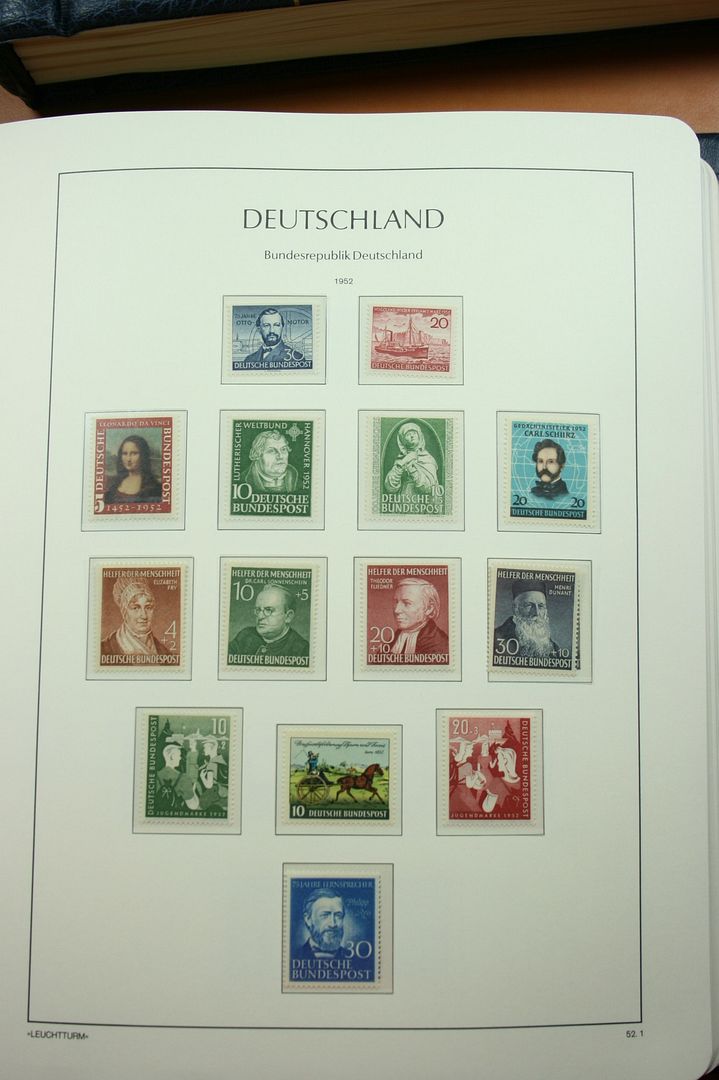 DEUTSCHLAND
Bundesrepublik Deutschland
1952
75 JAHRE
OTTO MOTOR
30
DEUTSCHE BUNDESPOST
20
DEUTSCHE BUNDESPOST
LEONARDO DA VINCI
5 DEUTSCHE
BUNDESPOST
1452-1952
LUTHERISCHER WELTBUND
HANNOVER 1952
10 DEUTSCHE
BUNDESPOST
10
+5
DEUTSCHE
BUNDESPOST
GEDÄCHTNISFEIER 1952
CARL SCHURZ
20 20
DEUTSCHE BUNDESPOST
HELFER DER MENSCHHEIT
ELIZABETH
FRY
4
+2
DEUTSCHE BUNDESPOST
HELFER DER MENSCHHEIT
DR. CARL SONNENSCHEIN
10 +5
DEUTSCHE BUNDESPOST
HELFER DER MENSCHHEIT
THEODOR
FLIEDNER
20
+10
DEUTSCHE BUNDESPOST
HELFER DER MENSCHHEIT
HENRI
DUNANT
30 +10
DEUTSCHE BUNDESPOST
DEUTSCHE BUNDESPOST
10
+2
JUGENDMARKE 1952
10 DEUTSCHE BUNDESPOST
20+3
DEUTSCHE BUNDESPOST
JUGENDMARKE 1952
75 JAHRE FERNSPRECHER
Philipp
Reis
30
DEUTSCHE
BUNDESPOST
»LEUCHTTURM«
52.1